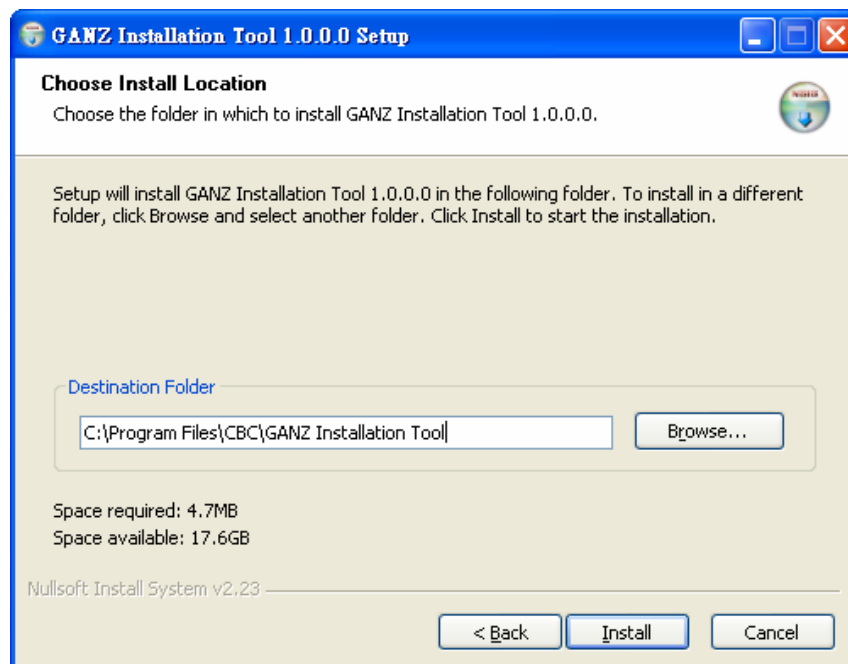 GANZ Installation Tool 1.0.0.0 Setup
Choose Install Location
Choose the folder in which to install GANZ Installation Tool 1.0.0.0.
Setup will install GANZ Installation Tool 1.0.0.0 in the following folder. To install in a different
folder, click Browse and select another folder. Click Install to start the installation.
Destination Folder
C:\Program Files\CBC\GANZ Installation Tool
Browse...
Space required: 4.7MB
Space available: 17.6GB
Nullsoft Install System v2.23
< Back
Install
Cancel